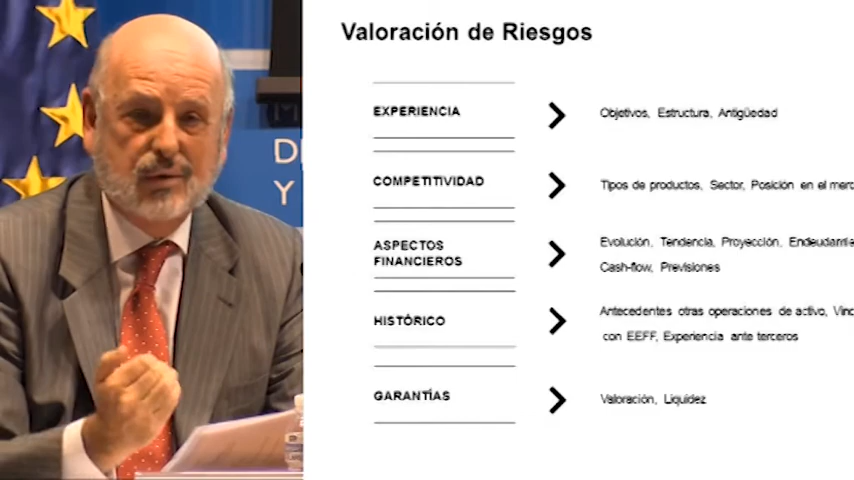 Valoración de Riesgos
EXPERIENCIA
Objetivos, Estructura, Antigüedad
COMPETITIVIDAD
Tipos de productos, Sector, Posición en el
ASPECTOS
FINANCIEROS
Evolución, Tendencia, Proyección,
Cash-flow, Previsiones
HISTÓRICO
Antecedentes otras operaciones de activo,
con EEFF, Experiencia ante terceros
GARANTÍAS
Valoración, Liquidez
Y